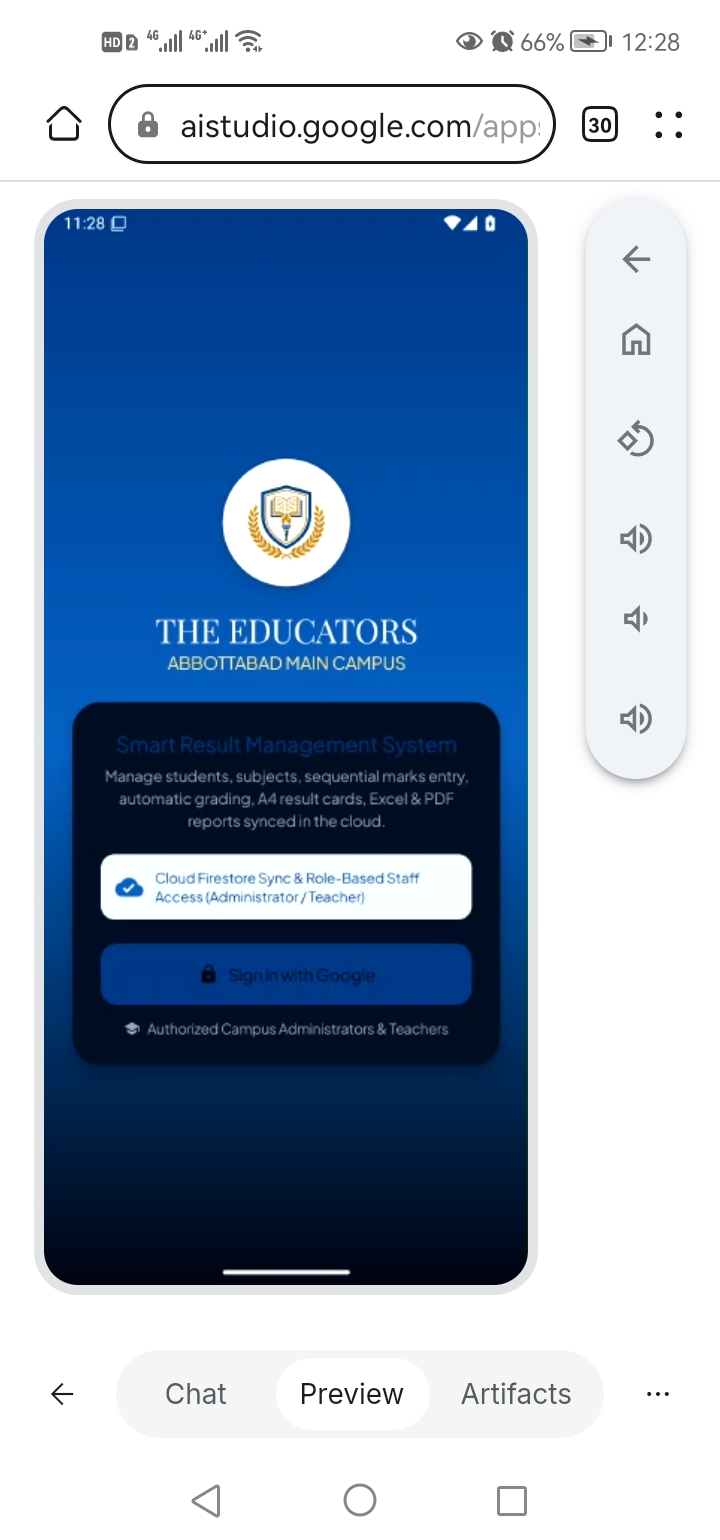 HD 2 4G 4G+ 66% 12:28
aistudio.google.com/app
30
11:28
THE EDUCATORS
ABBOTTABAD MAIN CAMPUS
Smart Result Management System
Manage students, subjects, sequential marks entry,
automatic grading, A4 result cards, Excel & PDF
reports synced in the cloud.
Cloud Firestore Sync & Role-Based Staff
Access (Administrator / Teacher)
Sign in with Google
Authorized Campus Administrators & Teachers
Chat Preview Artifacts